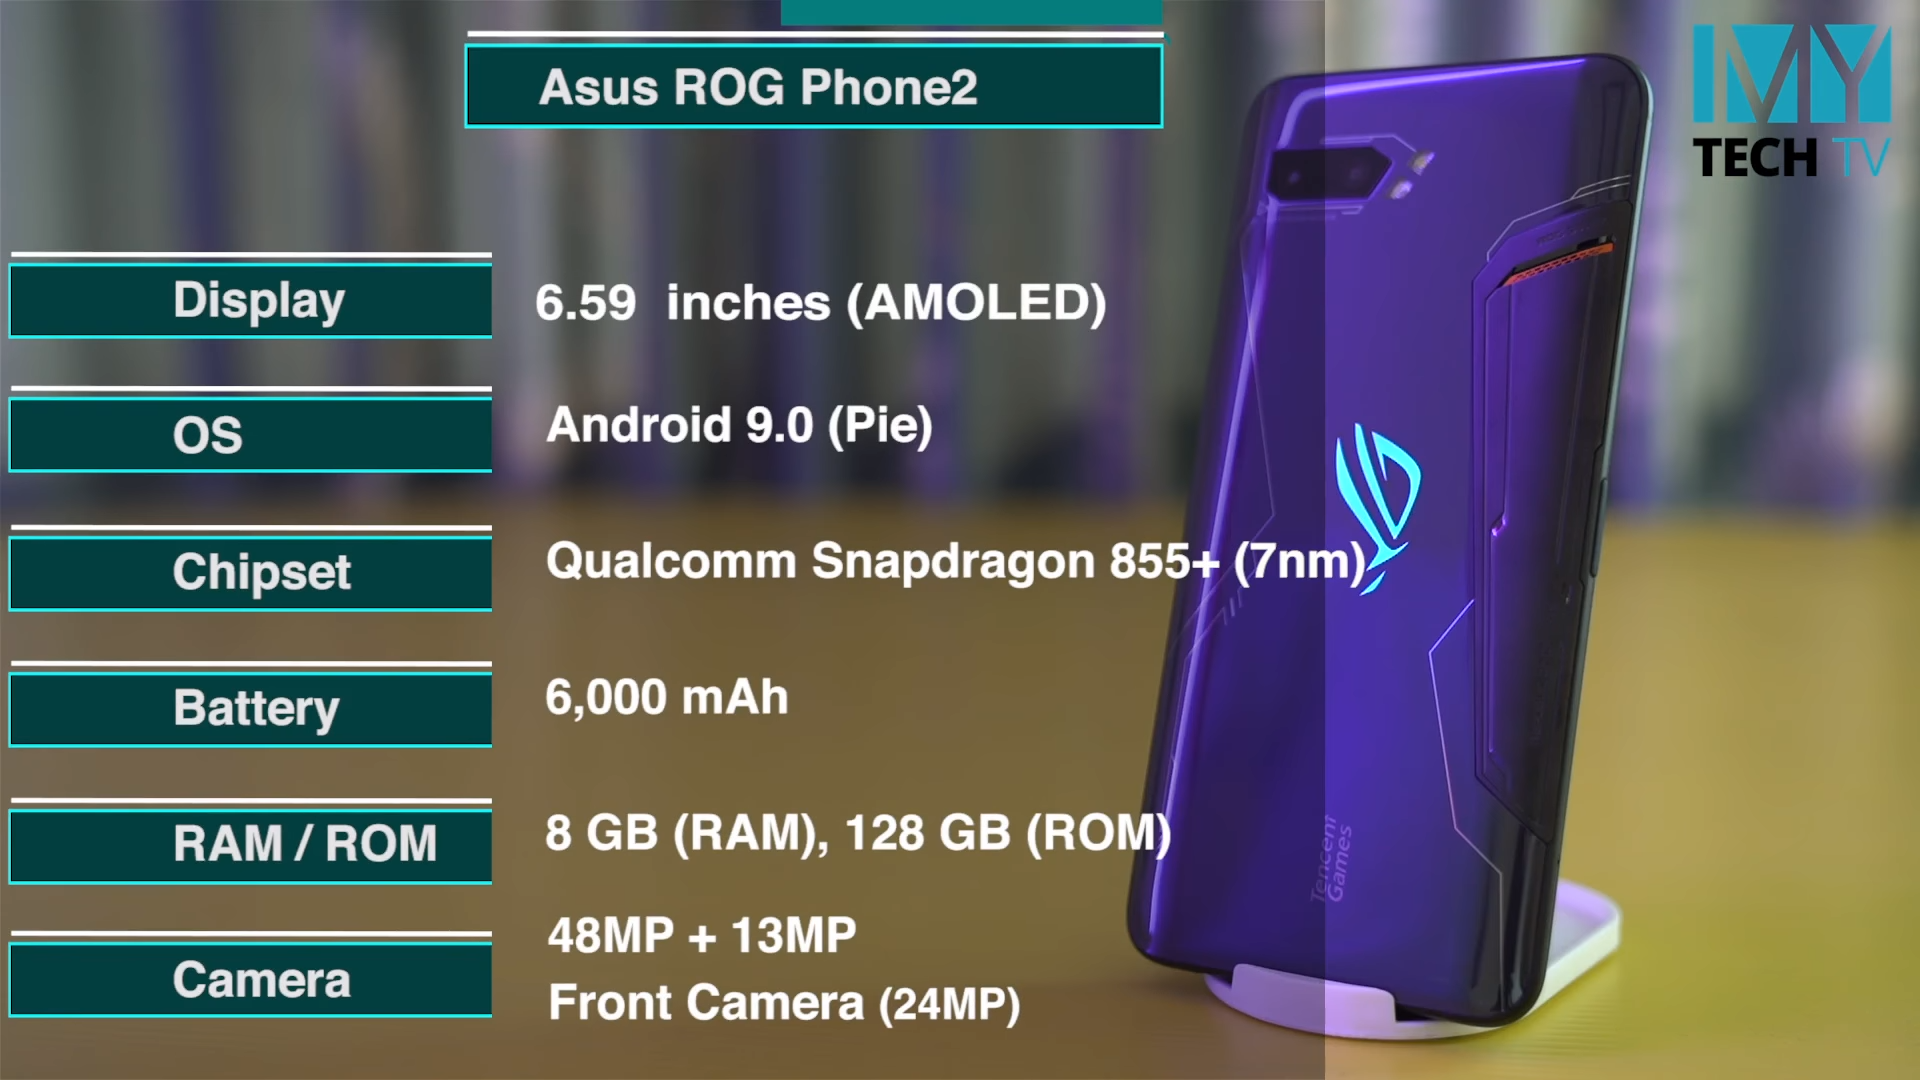 Asus ROG Phone2
IMY
TECH TV
Display
6.59 inches (AMOLED)
OS
Android 9.0 (Pie)
Chipset
Qualcomm Snapdragon 855+ (7nm)
Battery
6,000 mAh
RAM / ROM
8 GB (RAM), 128 GB (ROM)
Camera
48MP + 13MP
Front Camera (24MP)
Tencent
Games